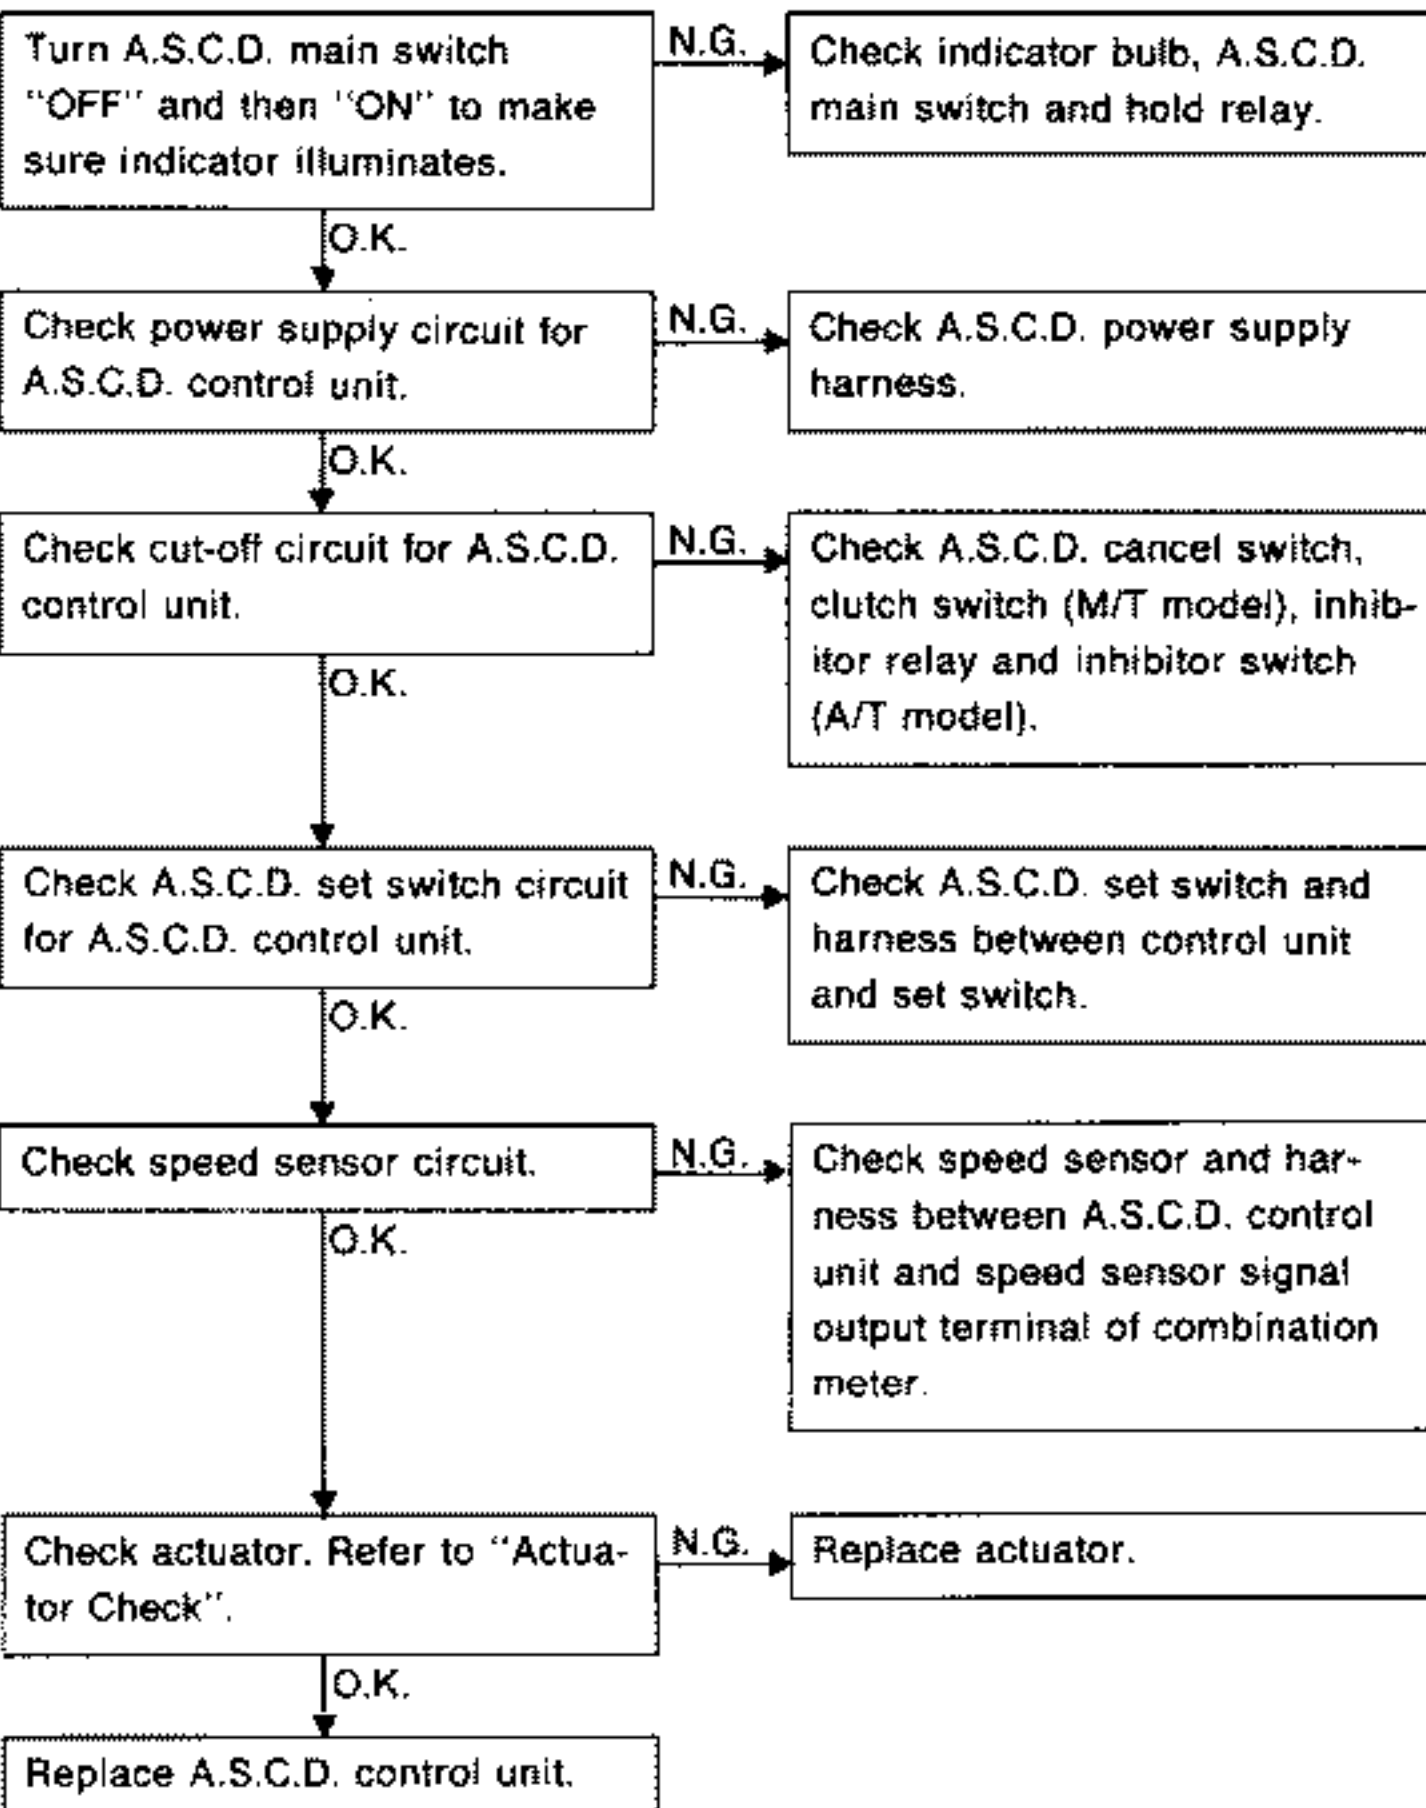 Turn A.S.C.D. main switch
"OFF" and then "ON" to make
sure indicator illuminates.
N.G.
Check indicator bulb, A.S.C.D.
main switch and hold relay.
O.K.
Check power supply circuit for
A.S.C.D. control unit.
N.G.
Check A.S.C.D. power supply
harness.
O.K.
Check cut-off circuit for A.S.C.D.
control unit.
N.G.
Check A.S.C.D. cancel switch,
clutch switch (M/T model), inhib-
itor relay and inhibitor switch
(A/T model).
O.K.
Check A.S.C.D. set switch circuit
for A.S.C.D. control unit.
N.G.
Check A.S.C.D. set switch and
harness between control unit
and set switch.
O.K.
Check speed sensor circuit.
N.G.
Check speed sensor and har-
ness between A.S.C.D. control
unit and speed sensor signal
output terminal of combination
meter.
O.K.
Check actuator. Refer to "Actua-
tor Check".
N.G.
Replace actuator.
O.K.
Replace A.S.C.D. control unit.